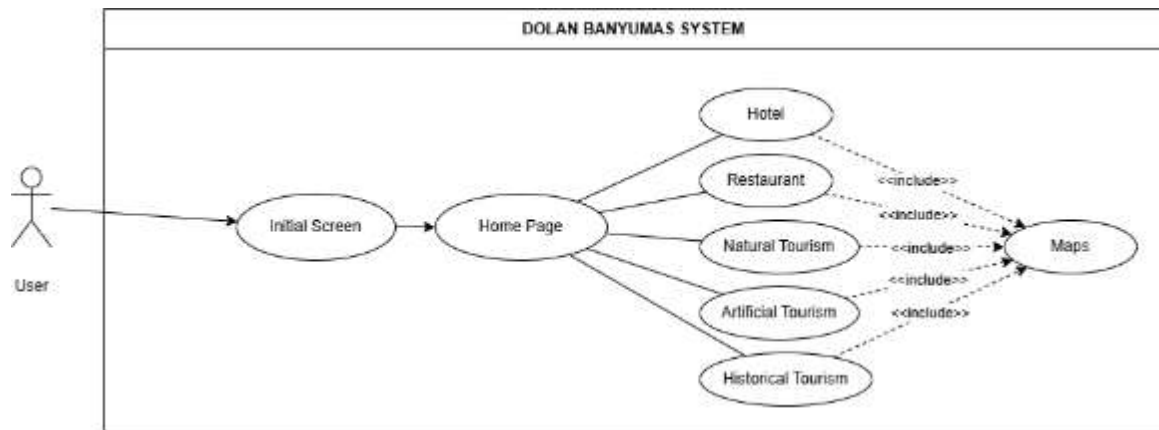 DOLAN BANYUMAS SYSTEM
User
Initial Screen
Home Page
Hotel
Restaurant
Natural Tourism
Artificial Tourism
Historical Tourism
<<include>>
<<include>>
<<include>>
<<include>>
<<include>>
Maps